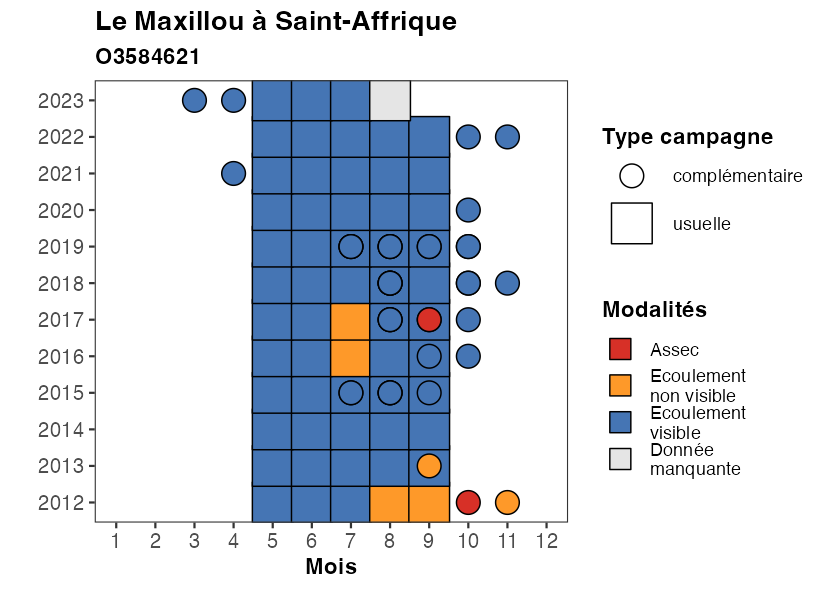 Le Maxillou à Saint-Affrique
O3584621
2023
2022
2021
2020
2019
2018
2017
2016
2015
2014
2013
2012
1 2 3 4 5 6 7 8 9 10 11 12
Mois
Type campagne
complémentaire
usuelle
Modalités
Assec
Ecoulement
non visible
Ecoulement
visible
Donnée
manquante